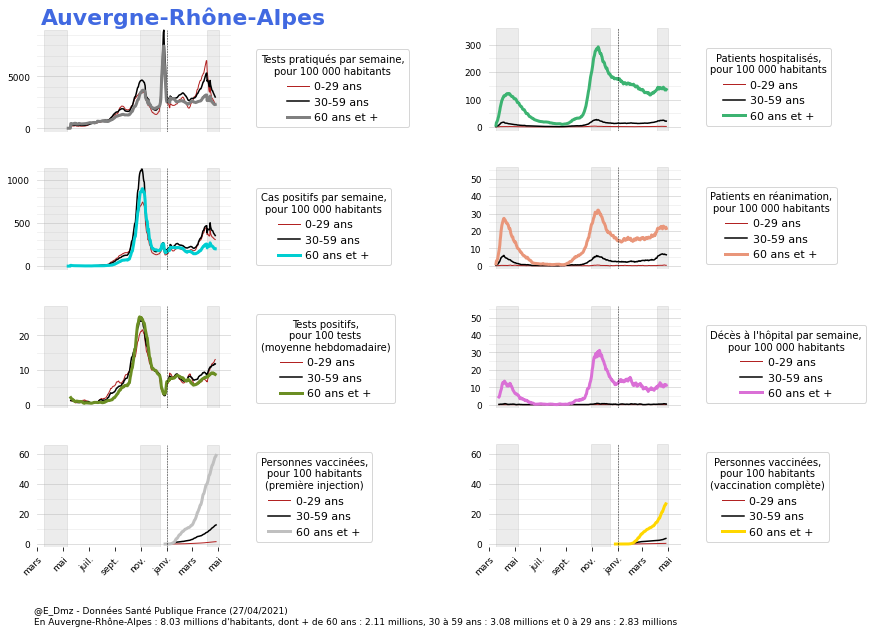 Auvergne-Rhône-Alpes
5000
0
Tests pratiqués par semaine,
pour 100 000 habitants
0-29 ans
30-59 ans
60 ans et +
300
200
100
0
Patients hospitalisés,
pour 100 000 habitants
0-29 ans
30-59 ans
60 ans et +
1000
500
0
Cas positifs par semaine,
pour 100 000 habitants
0-29 ans
30-59 ans
60 ans et +
50
40
30
20
10
0
Patients en réanimation,
pour 100 000 habitants
0-29 ans
30-59 ans
60 ans et +
20
10
0
Tests positifs,
pour 100 tests
(moyenne hebdomadaire)
0-29 ans
30-59 ans
60 ans et +
50
40
30
20
10
0
Décès à l'hôpital par semaine,
pour 100 000 habitants
0-29 ans
30-59 ans
60 ans et +
60
40
20
0
mars
mai
juil.
sept.
nov.
janv.
mars
mai
Personnes vaccinées,
pour 100 habitants
(première injection)
0-29 ans
30-59 ans
60 ans et +
60
40
20
0
mars
mai
juil.
sept.
nov.
janv.
mars
mai
Personnes vaccinées,
pour 100 habitants
(vaccination complète)
0-29 ans
30-59 ans
60 ans et +
@E_Dmz - Données Santé Publique France (27/04/2021)
En Auvergne-Rhône-Alpes : 8.03 millions d'habitants, dont + de 60 ans : 2.11 millions, 30 à 59 ans : 3.08 millions et 0 à 29 ans : 2.83 millions